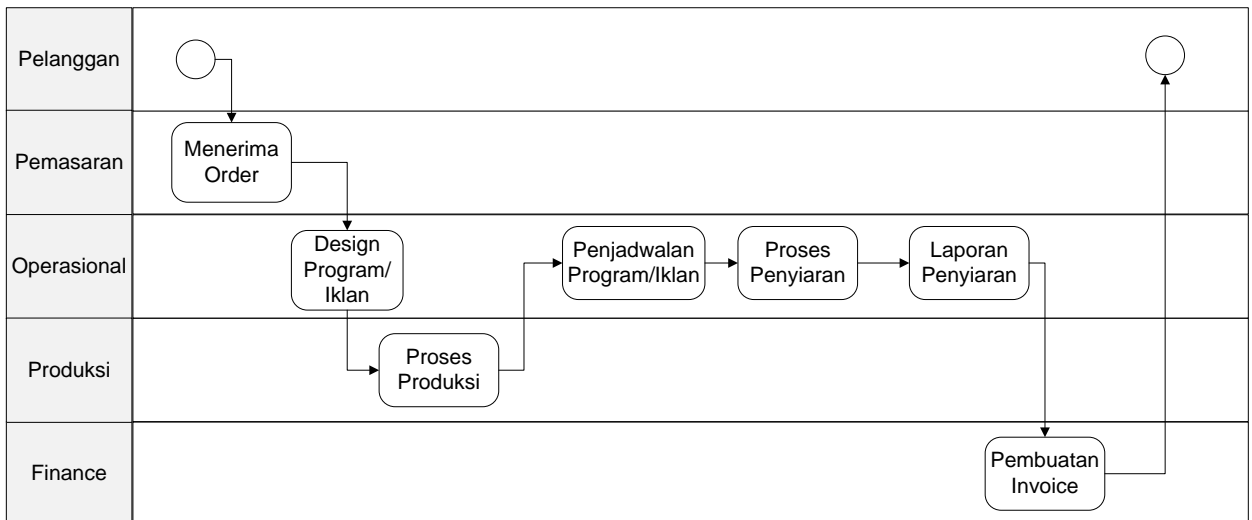 Pelanggan
Pemasaran
Menerima
Order
Operasional
Design
Program/
Iklan
Penjadwalan
Program/Iklan
Proses
Penyiaran
Laporan
Penyiaran
Produksi
Proses
Produksi
Finance
Pembuatan
Invoice